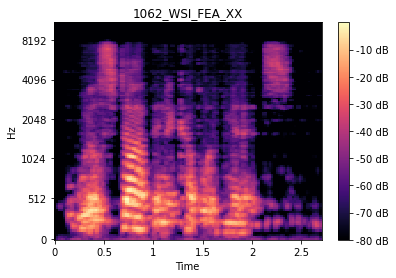 1062_WSI_FEA_XX
8192
4096
2048
1024
512
0
Hz
0
0.5
1
1.5
2
2.5
Time
-10 dB
-20 dB
-30 dB
-40 dB
-50 dB
-60 dB
-70 dB
-80 dB